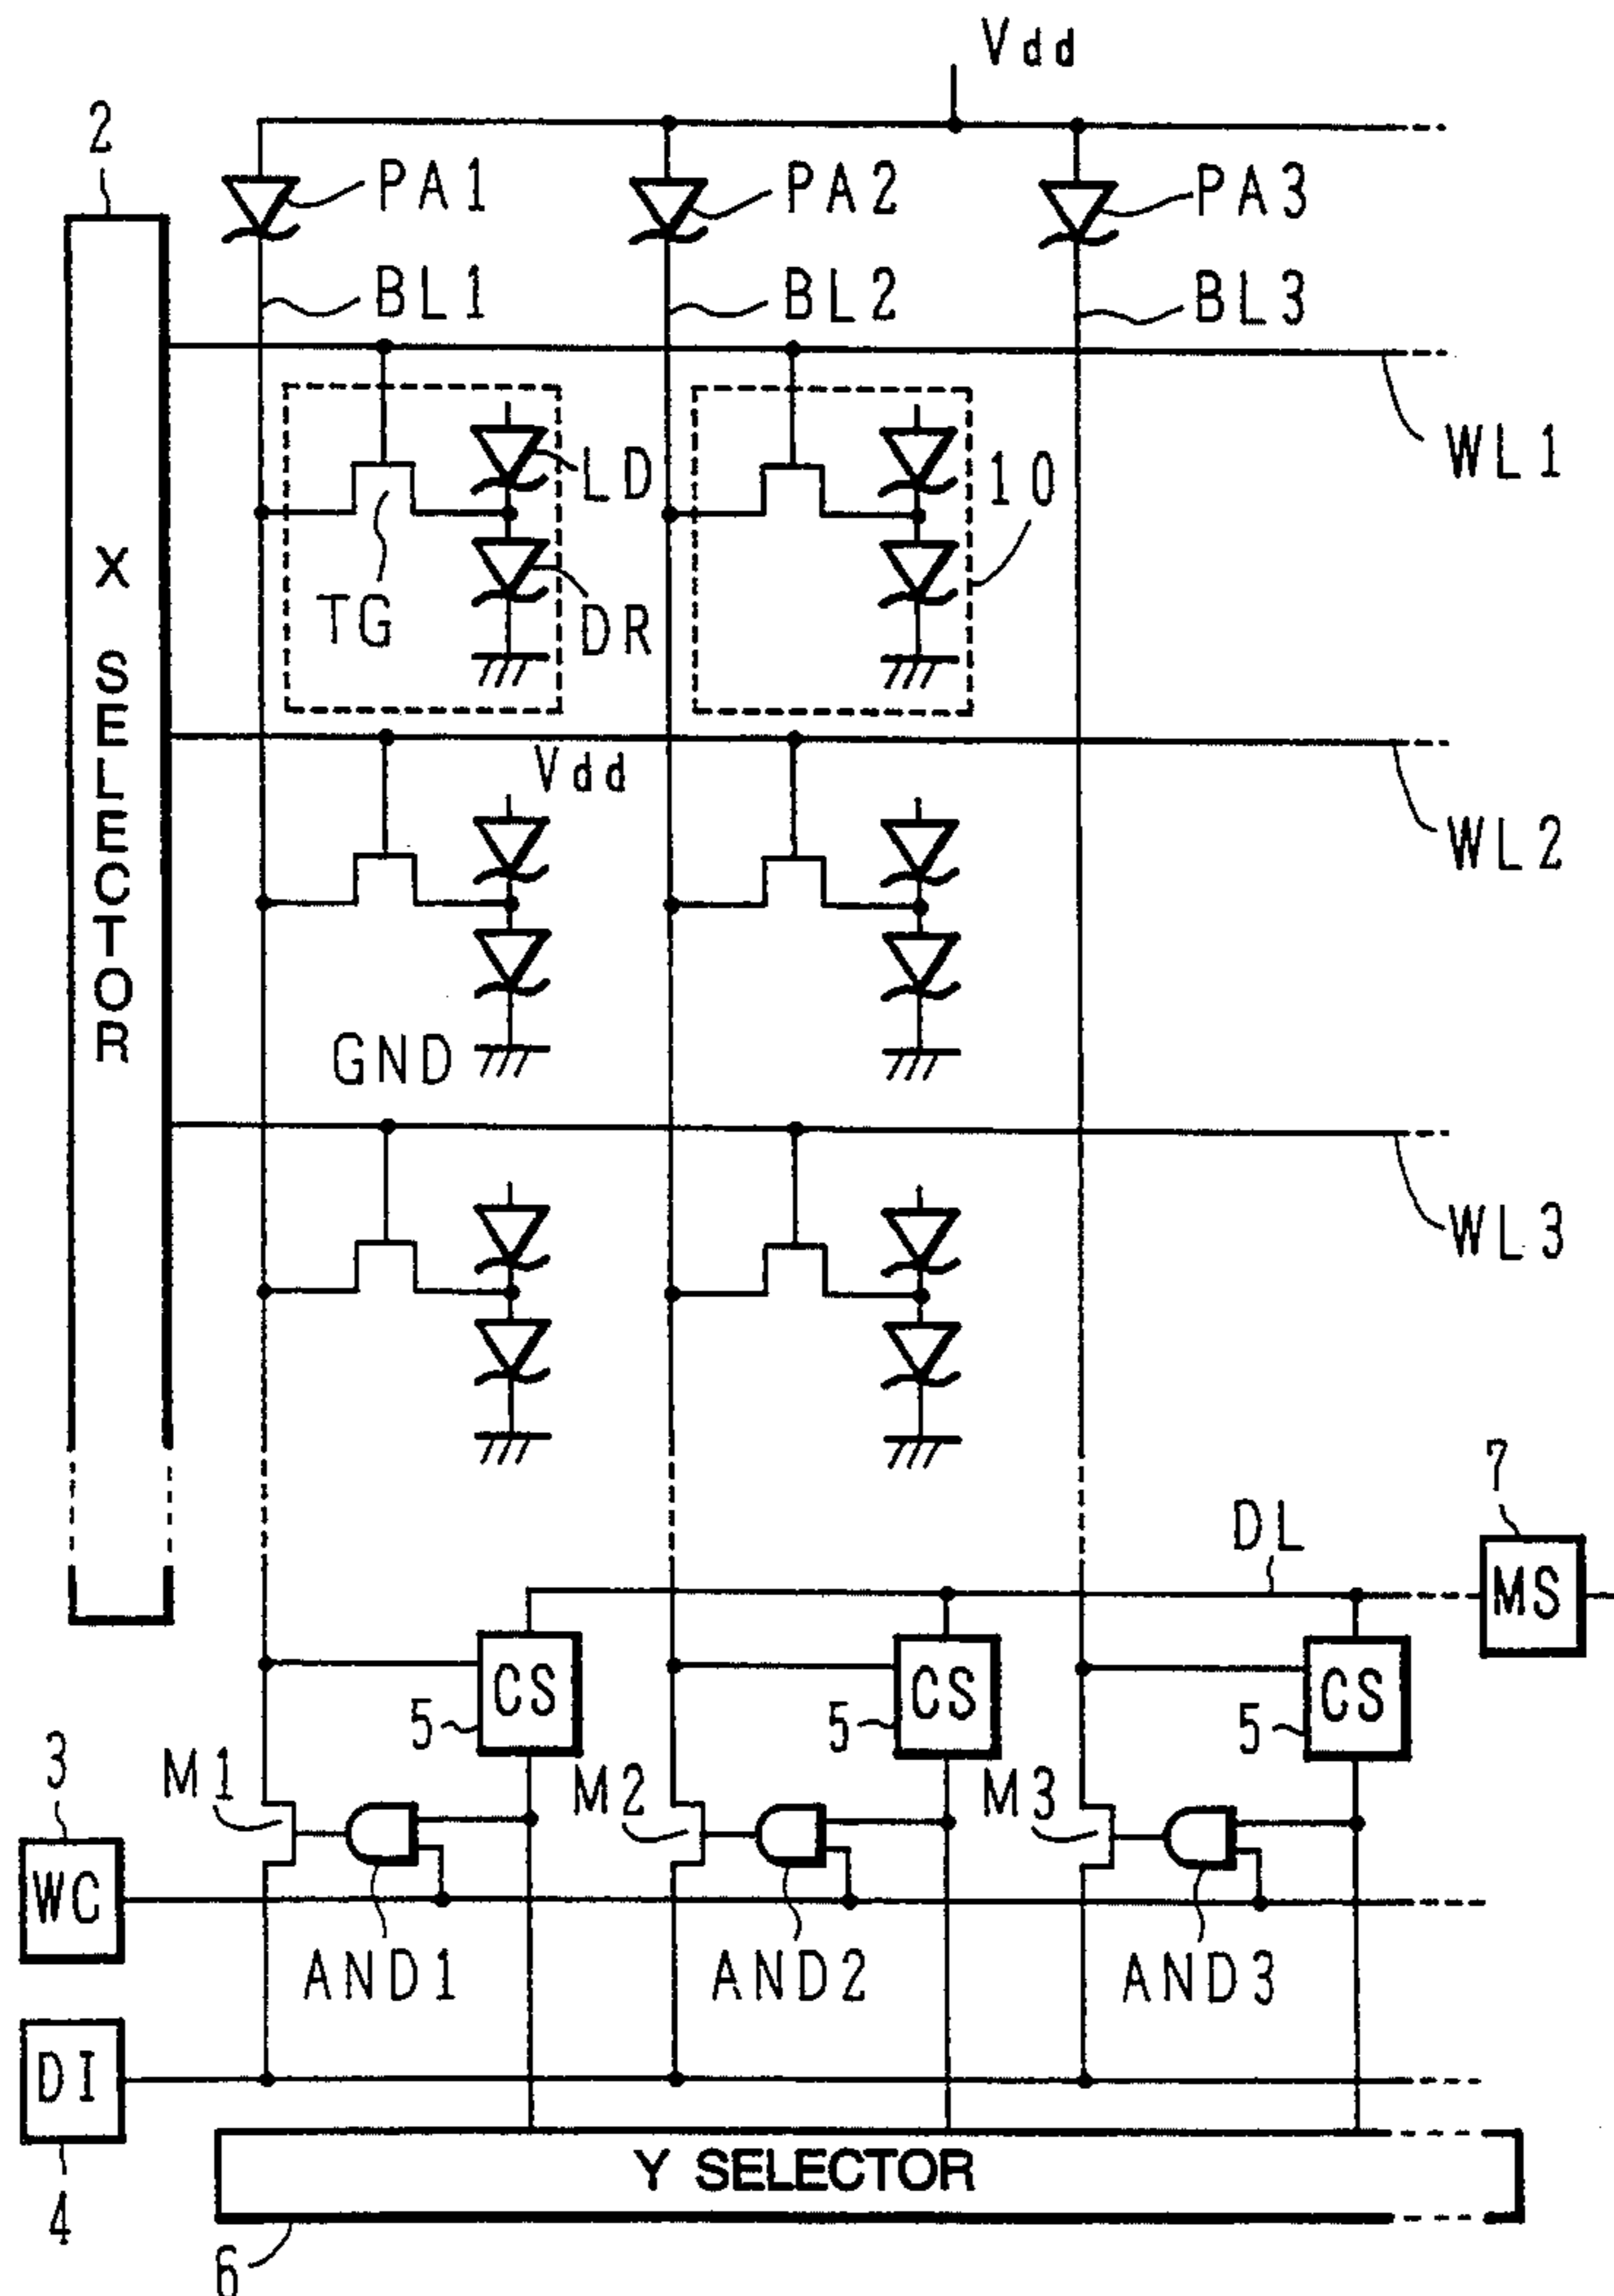 Vdd
2
PA1
PA2
PA3
BL1
BL2
BL3
WL1
LD
10
TG
DR
X SELECTOR
Vdd
WL2
GND
WL3
7
DL
MS
CS
CS
CS
5
5
5
3
M1
M2
M3
WC
AND1
AND2
AND3
DI
4
Y SELECTOR
6